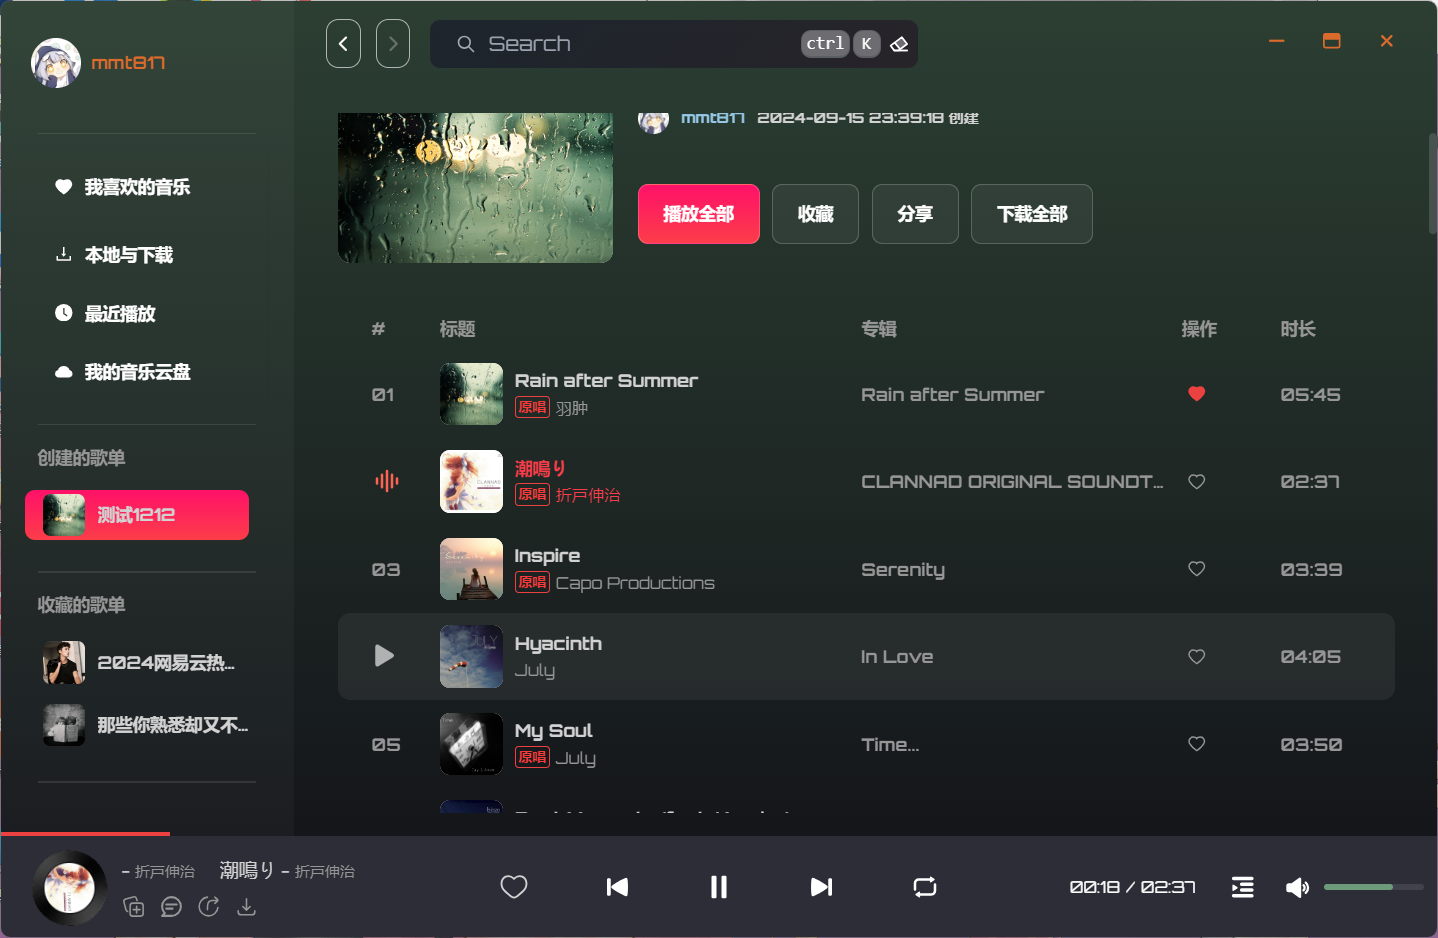 mmt817
Search
ctrl K
我喜欢的音乐
本地与下载
最近播放
我的音乐云盘
创建的歌单
测试1212
收藏的歌单
2024网易云热...
那些你熟悉却又不...
mmt817 2024-09-15 23:39:18 创建
播放全部 收藏 分享 下载全部
# 标题 专辑 操作 时长
01 Rain after Summer Rain after Summer 05:45
原唱 羽肿
潮鳴り CLANNAD ORIGINAL SOUNDT... 02:37
原唱 折戸伸治
03 Inspire Serenity 03:39
原唱 Capo Productions
Hyacinth In Love 04:05
July
05 My Soul Time... 03:50
原唱 July
- 折戸伸治 潮鳴り - 折戸伸治
00:18 / 02:37